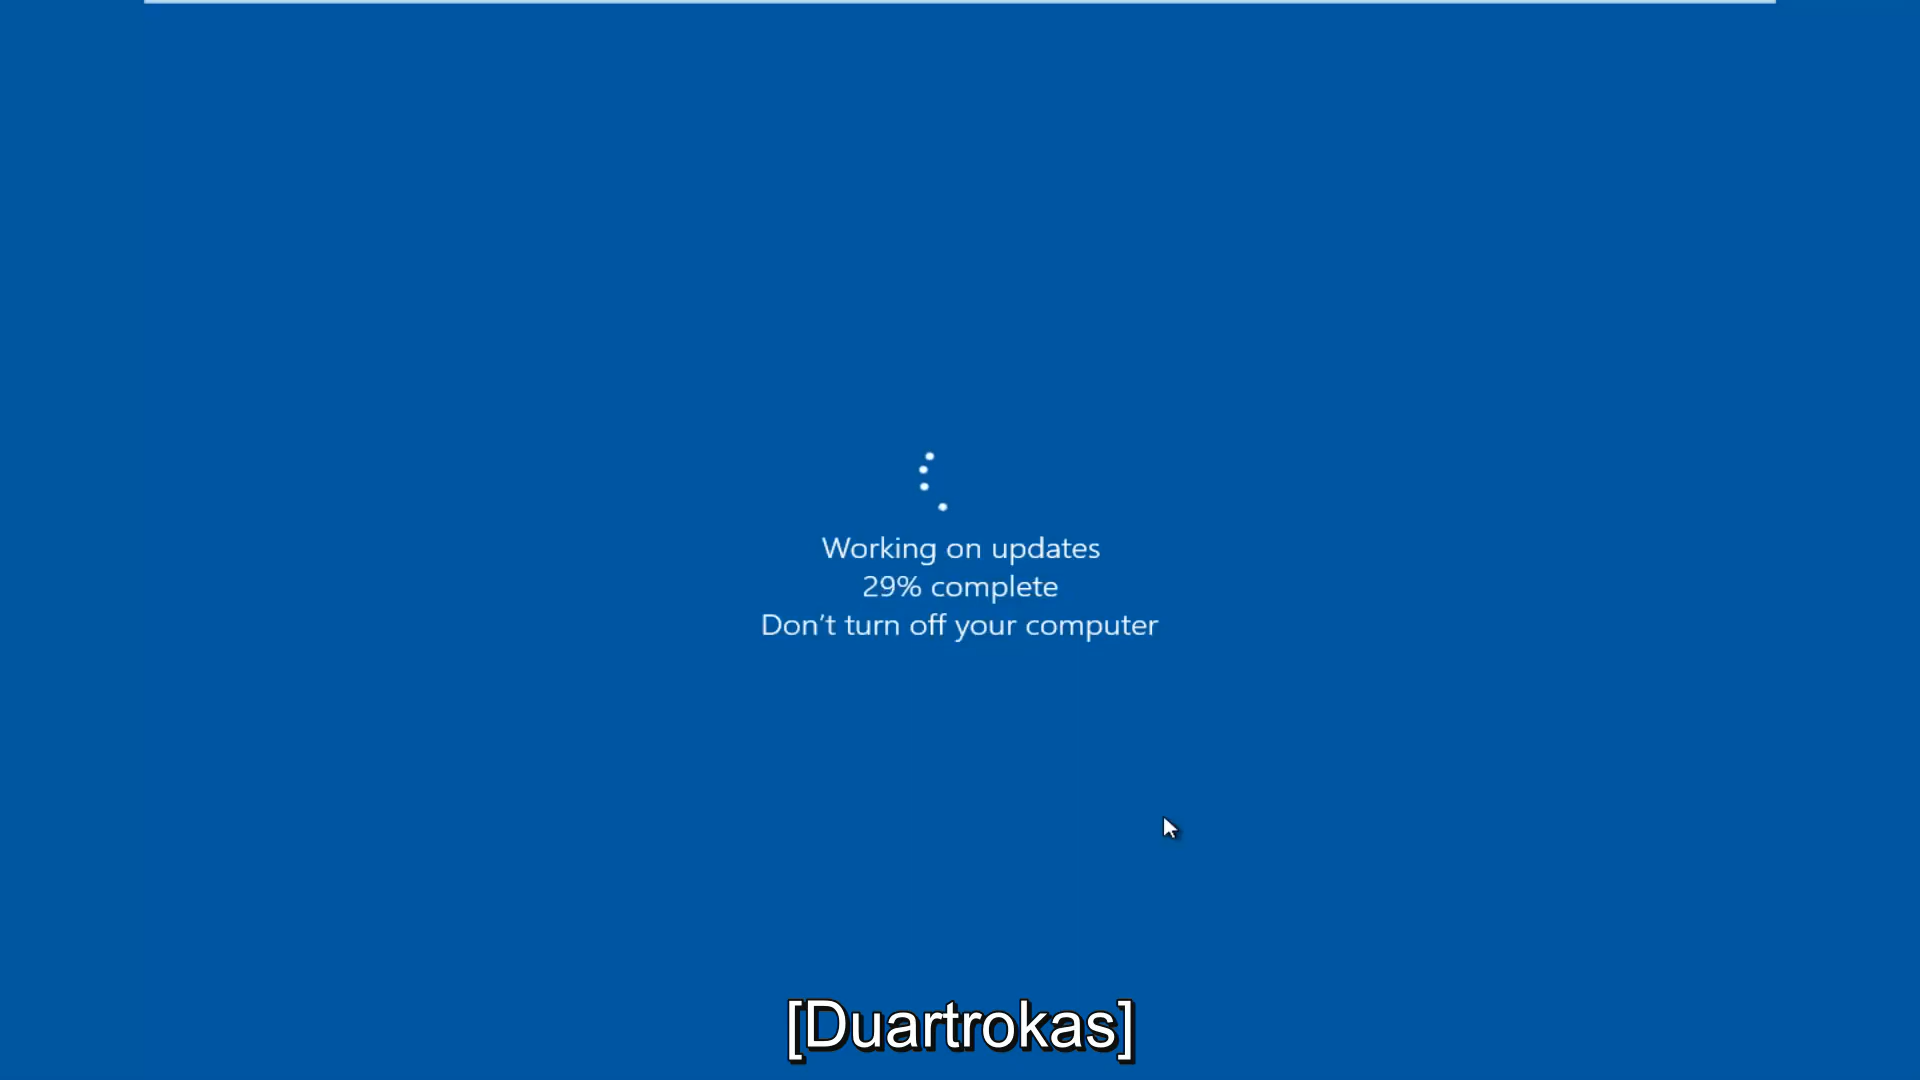 Working on updates
29% complete
Don't turn off your computer
[Duartrokas]